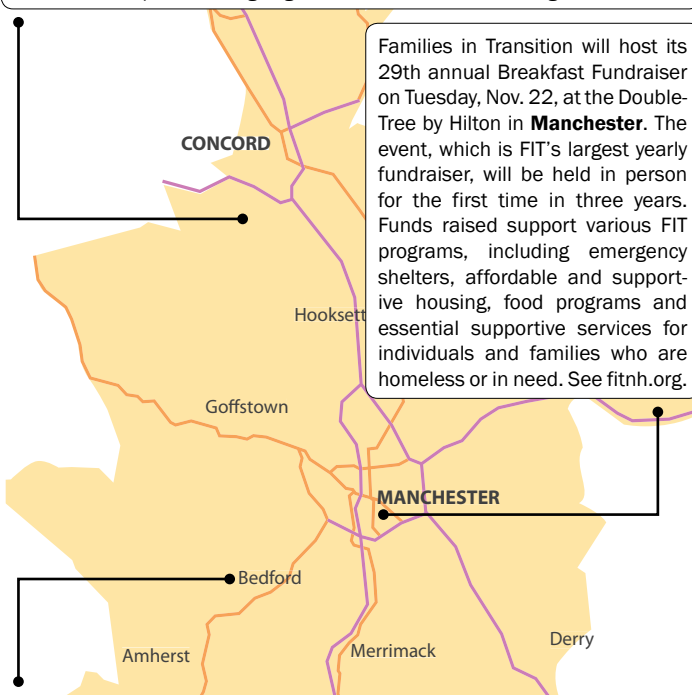 Families in Transition will host its
29th annual Breakfast Fundraiser
on Tuesday, Nov. 22, at the Double-
Tree by Hilton in Manchester. The
event, which is FIT's largest yearly
fundraiser, will be held in person
for the first time in three years.
Funds raised support various FIT
programs, including emergency
shelters, affordable and support-
ive housing, food programs and
essential supportive services for
individuals and families who are
homeless or in need. See fitnh.org.
CONCORD
Hooksett
Goffstown
MANCHESTER
Bedford
Amherst
Merrimack
Derry